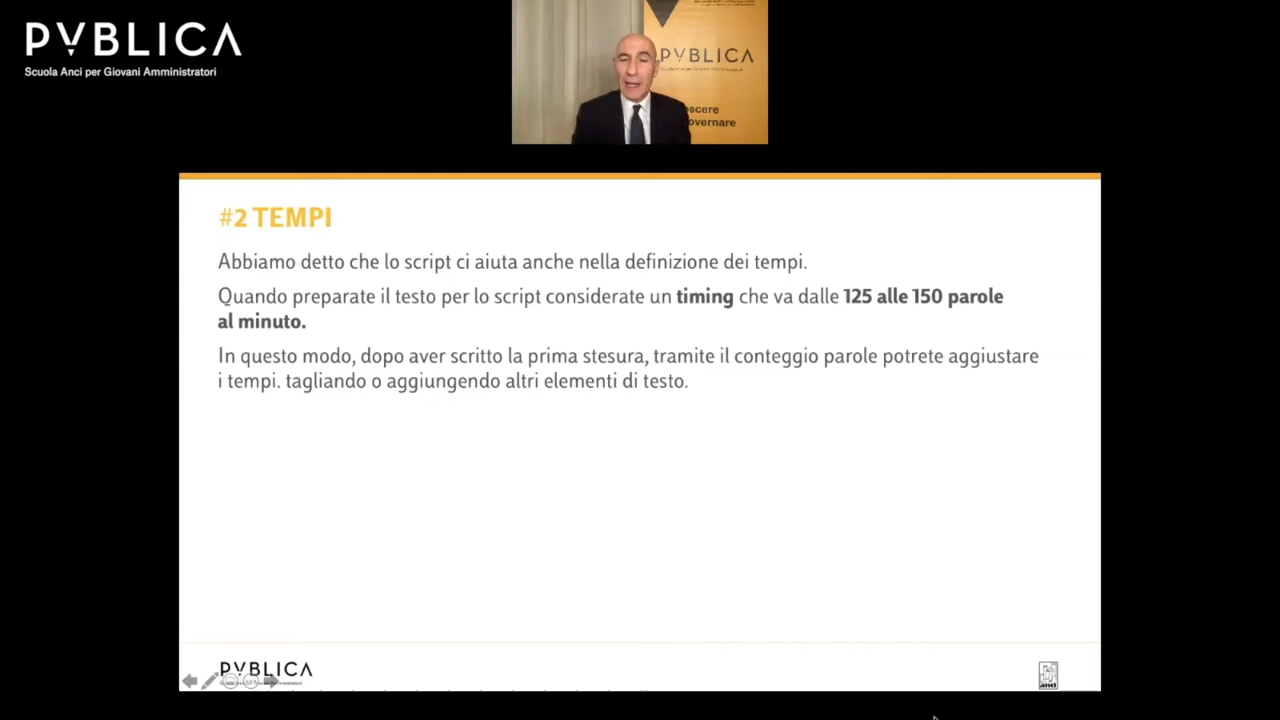 PVBLICA
Scuola Anci per Giovani Amministratori
PVBLICA
oscere
overnare
#2 TEMPI
Abbiamo detto che lo script ci aiuta anche nella definizione dei tempi.
Quando preparate il testo per lo script considerate un timing che va dalle 125 alle 150 parole
al minuto.
In questo modo, dopo aver scritto la prima stesura, tramite il conteggio parole potrete aggiustare
i tempi. tagliando o aggiungendo altri elementi di testo.
PVBLICA
anci